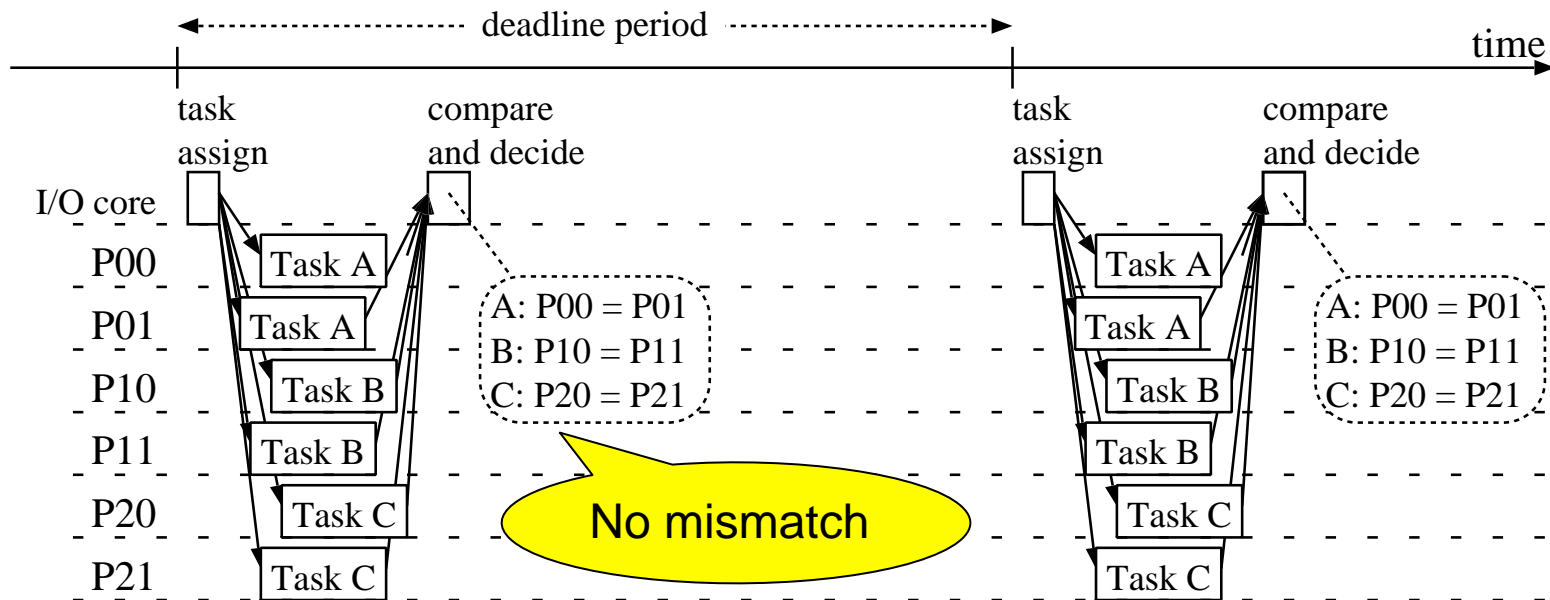 deadline period
time
task
assign
compare
and decide
task
assign
compare
and decide
I/O core
P00
Task A
Task A
P01
Task A
Task A
A: P00 = P01
B: P10 = P11
C: P20 = P21
A: P00 = P01
B: P10 = P11
C: P20 = P21
P10
Task B
Task B
P11
Task B
Task B
P20
Task C
Task C
No mismatch
P21
Task C
Task C